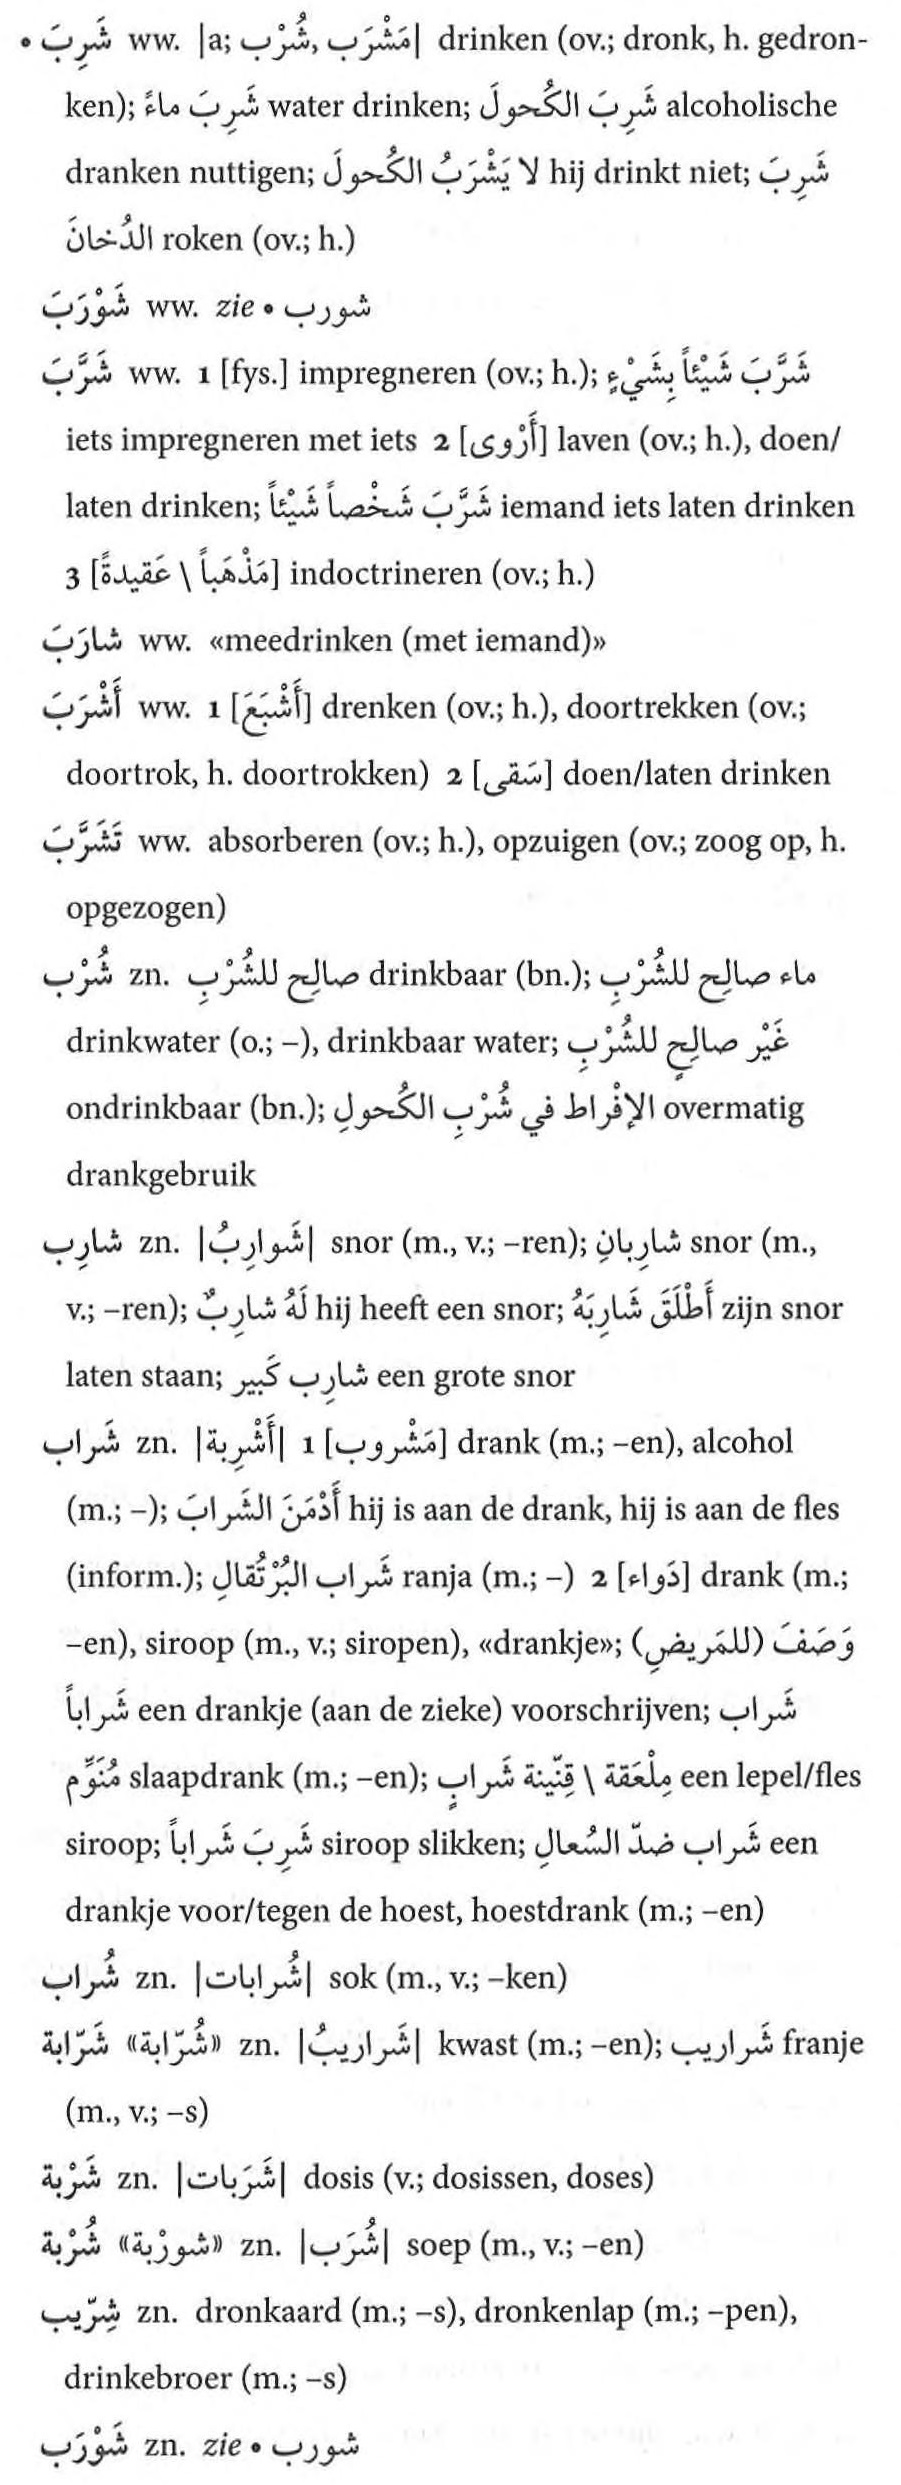 • شَرِبَ ww. |a; مَشْرَب ,شُرْب| drinken (ov.; dronk, h. gedron-
ken); شَرِبَ ماءً water drinken; شَرِبَ الكُحولَ alcoholische
dranken nuttigen; لا يَشْرَبُ الكُحولَ hij drinkt niet; شَرِبَ
الدُخانَ roken (ov.; h.)
شَوْرَبَ ww. zie • شورب
شَرَّبَ ww. 1 [fys.] impregneren (ov.; h.); شَرَّبَ شَيْئاً بِشَيْءٍ
iets impregneren met iets 2 [أَرْوى] laven (ov.; h.), doen/
laten drinken; شَرَّبَ شَخْصاً شَيْئاً iemand iets laten drinken
3 [مَذْهَباً \ عَقيدةً] indoctrineren (ov.; h.)
شارَبَ ww. «meedrinken (met iemand)»
أَشْرَبَ ww. 1 [أَشْبَعَ] drenken (ov.; h.), doortrekken (ov.;
doortrok, h. doortrokken) 2 [سَقى] doen/laten drinken
تَشَرَّبَ ww. absorberen (ov.; h.), opzuigen (ov.; zoog op, h.
opgezogen)
شُرْب zn. صالِح للشُرْبِ drinkbaar (bn.); ماء صالِح للشُرْبِ
drinkwater (o.; –), drinkbaar water; غَيْر صالِحٍ للشُرْبِ
ondrinkbaar (bn.); الإفْراط في شُرْبِ الكُحولِ overmatig
drankgebruik
شارِب zn. |شَوارِبُ| snor (m., v.; –ren); شارِبانِ snor (m.,
v.; –ren); لَهُ شارِبٌ hij heeft een snor; أَطْلَقَ شَارِبَهُ zijn snor
laten staan; شارِب كَبير een grote snor
شَراب zn. |أَشْرِبة| 1 [مَشْروب] drank (m.; –en), alcohol
(m.; –); أَدْمَنَ الشَرابَ hij is aan de drank, hij is aan de fles
(inform.); شَراب البُرْتُقالِ ranja (m.; –) 2 [دَواء] drank (m.;
–en), siroop (m., v.; siropen), «drankje»; وَصَفَ (للمَريضِ)
شَراباً een drankje (aan de zieke) voorschrijven; شَراب
مُنَوِّم slaapdrank (m.; –en); مِلْعَقة \ قِنّينة شَرابٍ een lepel/fles
siroop; شَرِبَ شَراباً siroop slikken; شَراب ضدّ السُعالِ een
drankje voor/tegen de hoest, hoestdrank (m.; –en)
شُراب zn. |شُرابات| sok (m., v.; –ken)
شَرّابة «شُرّابة» zn. |شَراريبُ| kwast (m.; –en); شَراريب franje
(m., v.; –s)
شَرْبة zn. |شَرَبات| dosis (v.; dosissen, doses)
شُرْبة «شورْبة» zn. |شُرَب| soep (m., v.; –en)
شِرّيب zn. dronkaard (m.; –s), dronkenlap (m.; –pen),
drinkebroer (m.; –s)
شَوْرَب zn. zie • شورب